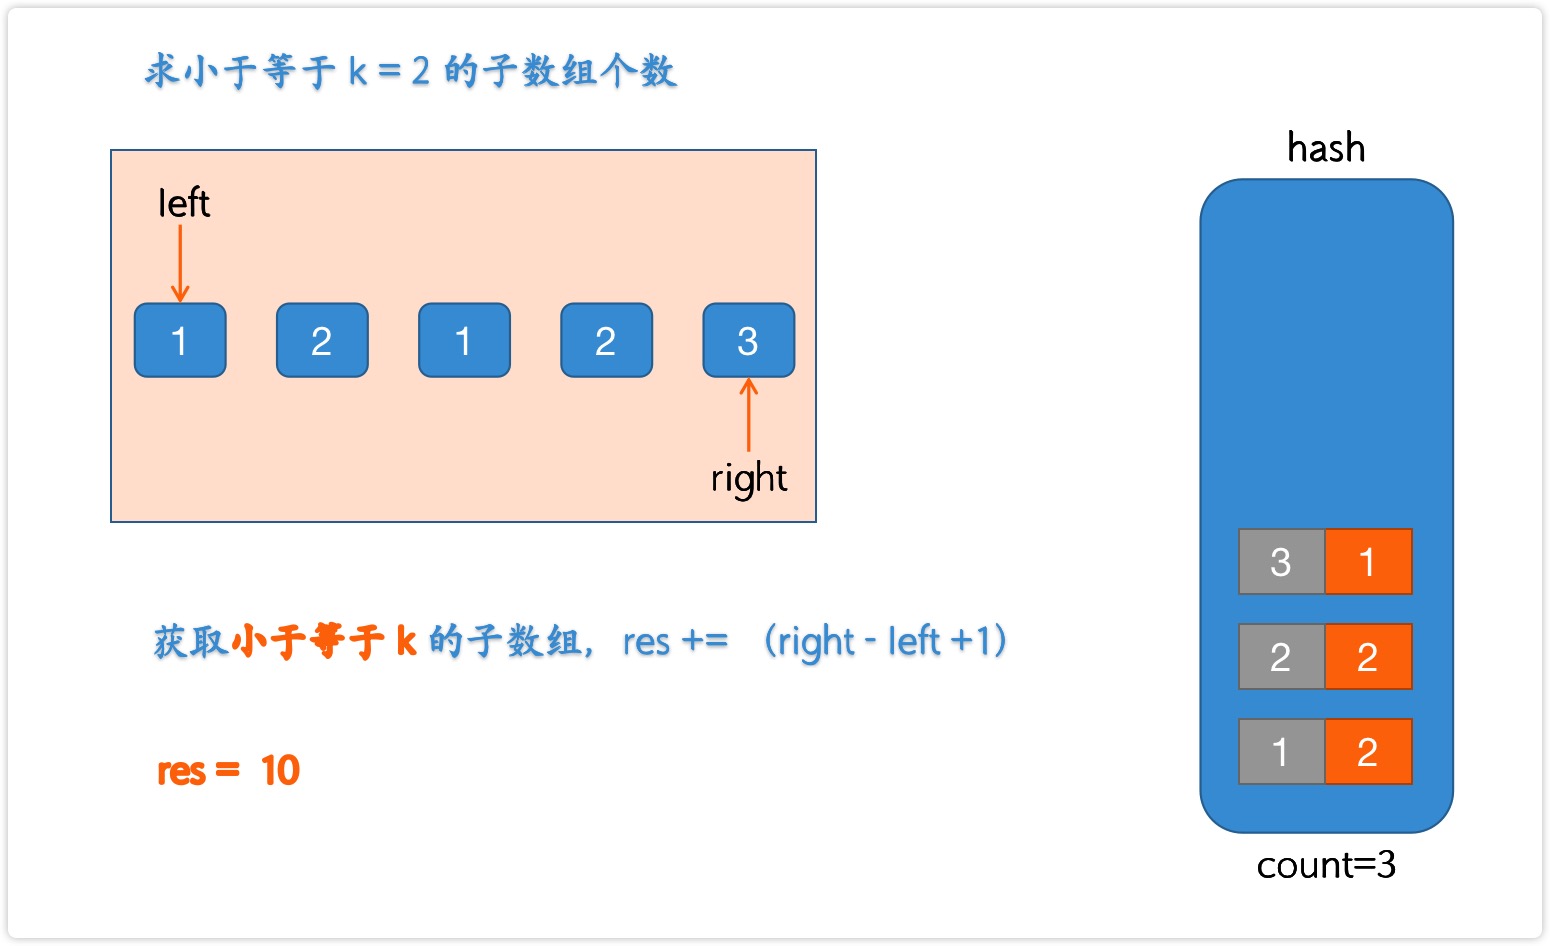 求小于等于 k = 2 的子数组个数
hash
left
1 2 1 2 3
right
3 1
获取小于等于 k 的子数组，res += （right - left +1）
2 2
1 2
res = 10
count=3